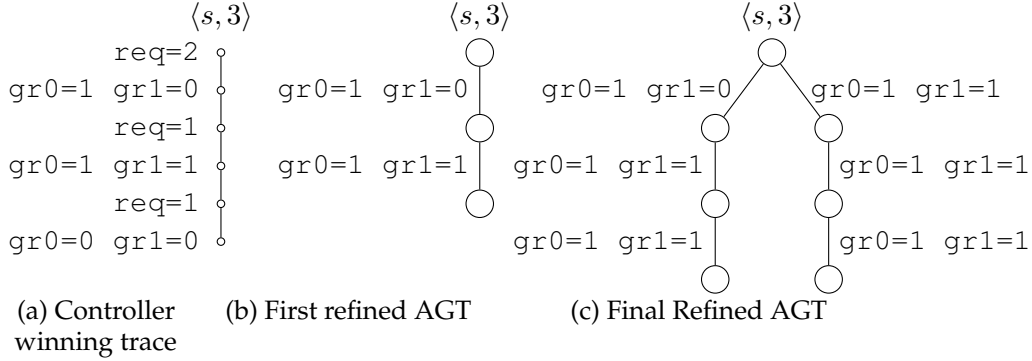 ⟨s, 3⟩ ⟨s, 3⟩ ⟨s, 3⟩
req=2
gr0=1 gr1=0 gr0=1 gr1=0 gr0=1 gr1=0 gr0=1 gr1=1
req=1
gr0=1 gr1=1 gr0=1 gr1=1 gr0=1 gr1=1 gr0=1 gr1=1
req=1
gr0=0 gr1=0 gr0=1 gr1=1 gr0=1 gr1=1
(a) Controller winning trace
(b) First refined AGT
(c) Final Refined AGT